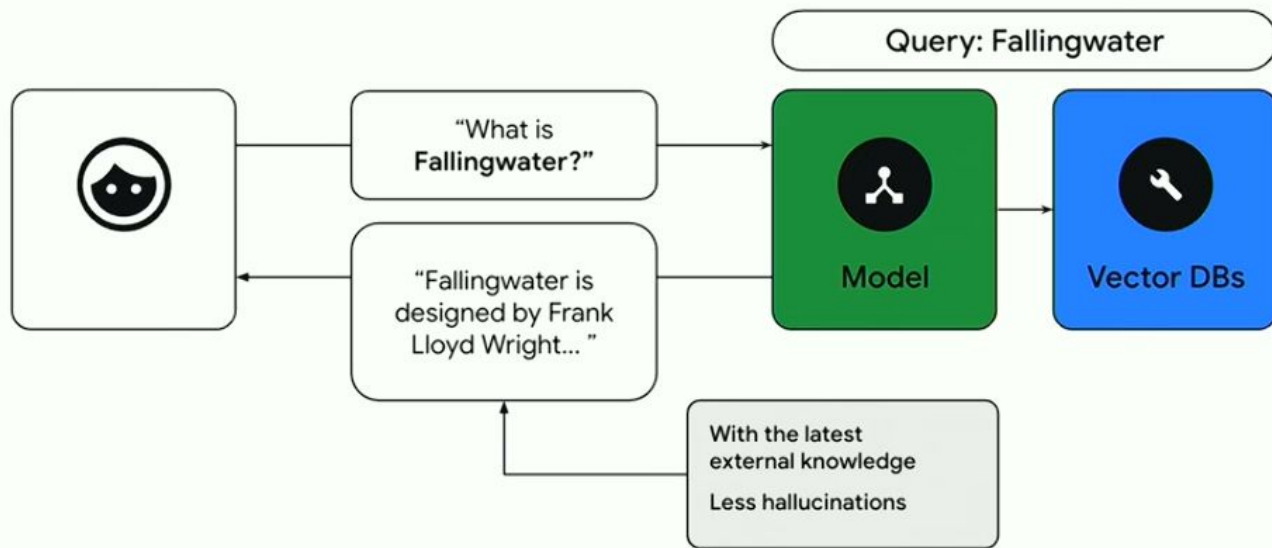 Query: Fallingwater
“What is
Fallingwater?”
Model
Vector DBs
“Fallingwater is
designed by Frank
Lloyd Wright... ”
With the latest
external knowledge
Less hallucinations